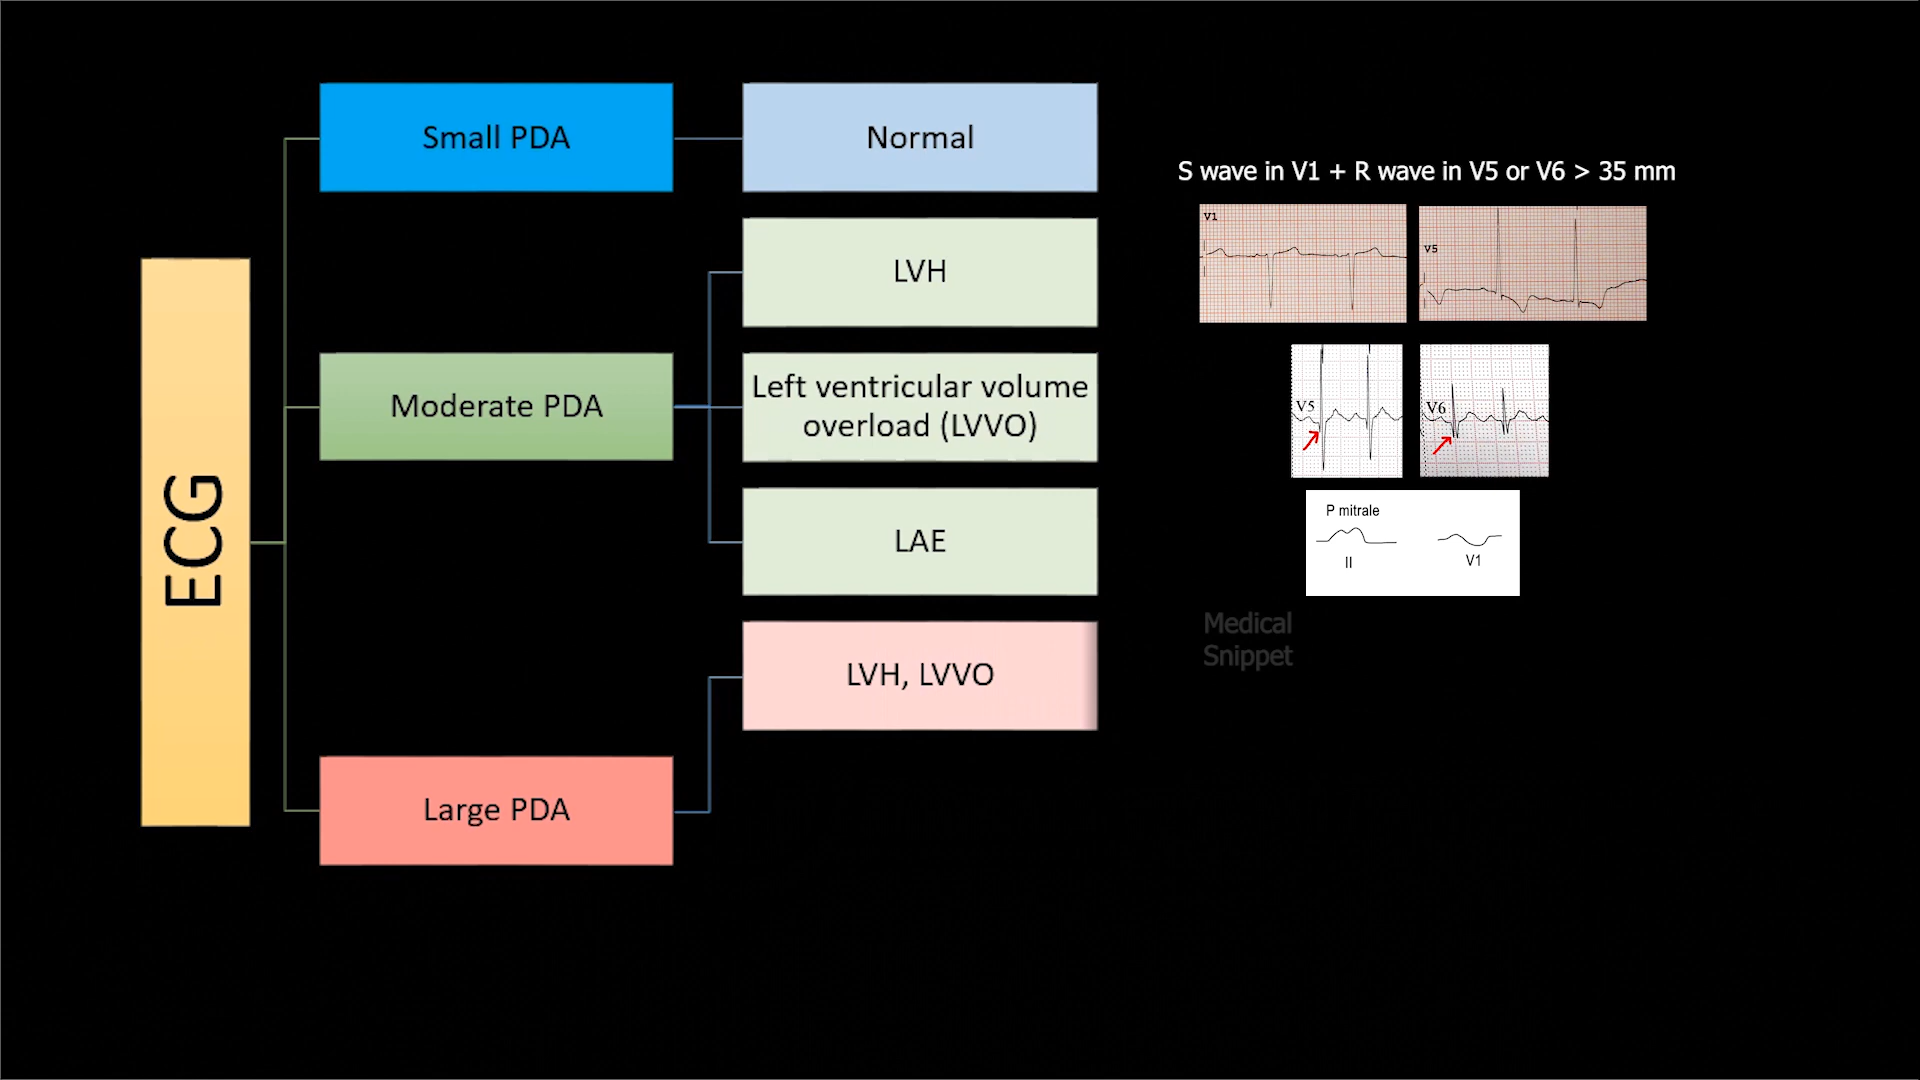 ECG
Small PDA
Normal
Moderate PDA
LVH
Left ventricular volume
overload (LVVO)
LAE
Large PDA
LVH, LVVO
S wave in V1 + R wave in V5 or V6 > 35 mm
V1
V5
V5
V6
P mitrale
II
V1
Medical
Snippet